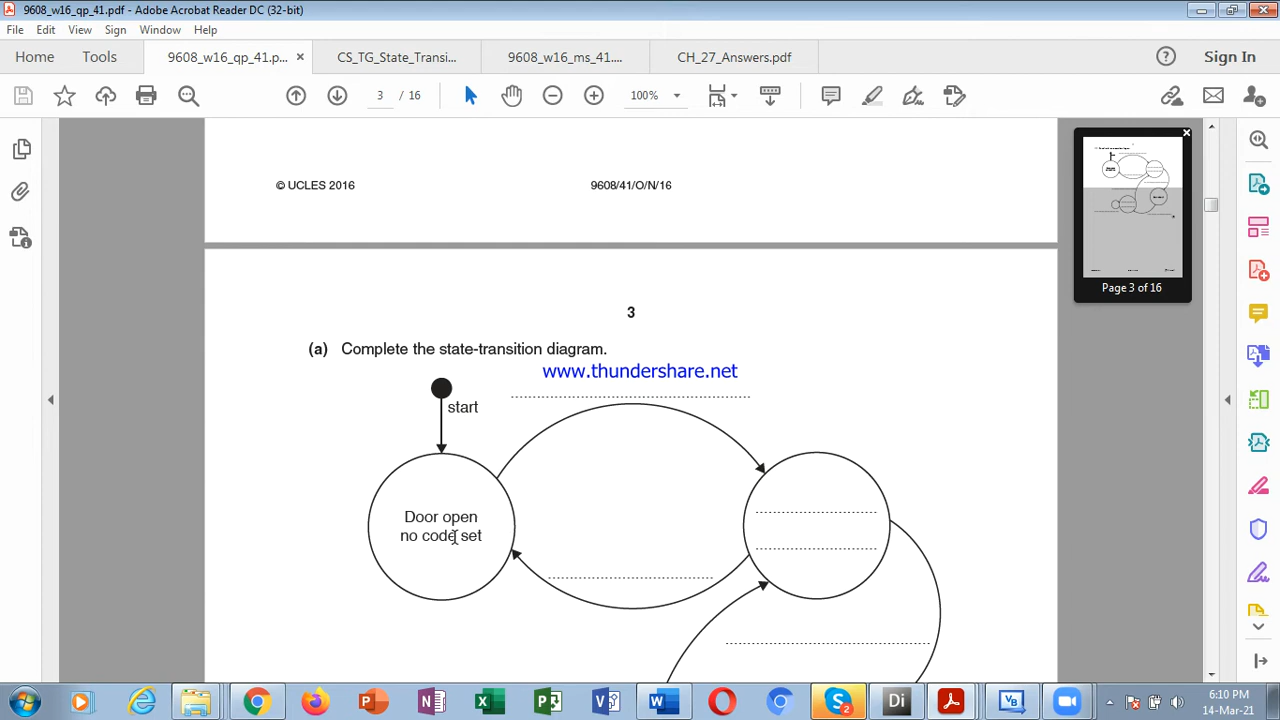 9608_w16_qp_41.pdf - Adobe Acrobat Reader DC (32-bit)
File Edit View Sign Window Help
Home Tools 9608_w16_qp_41.p... × CS_TG_State_Transi... 9608_w16_ms_41.... CH_27_Answers.pdf ? Sign In
3 / 16 100%
© UCLES 2016 9608/41/O/N/16
Page 3 of 16
3
(a) Complete the state-transition diagram.
www.thundershare.net
start
Door open
no code set
6:10 PM
14-Mar-21